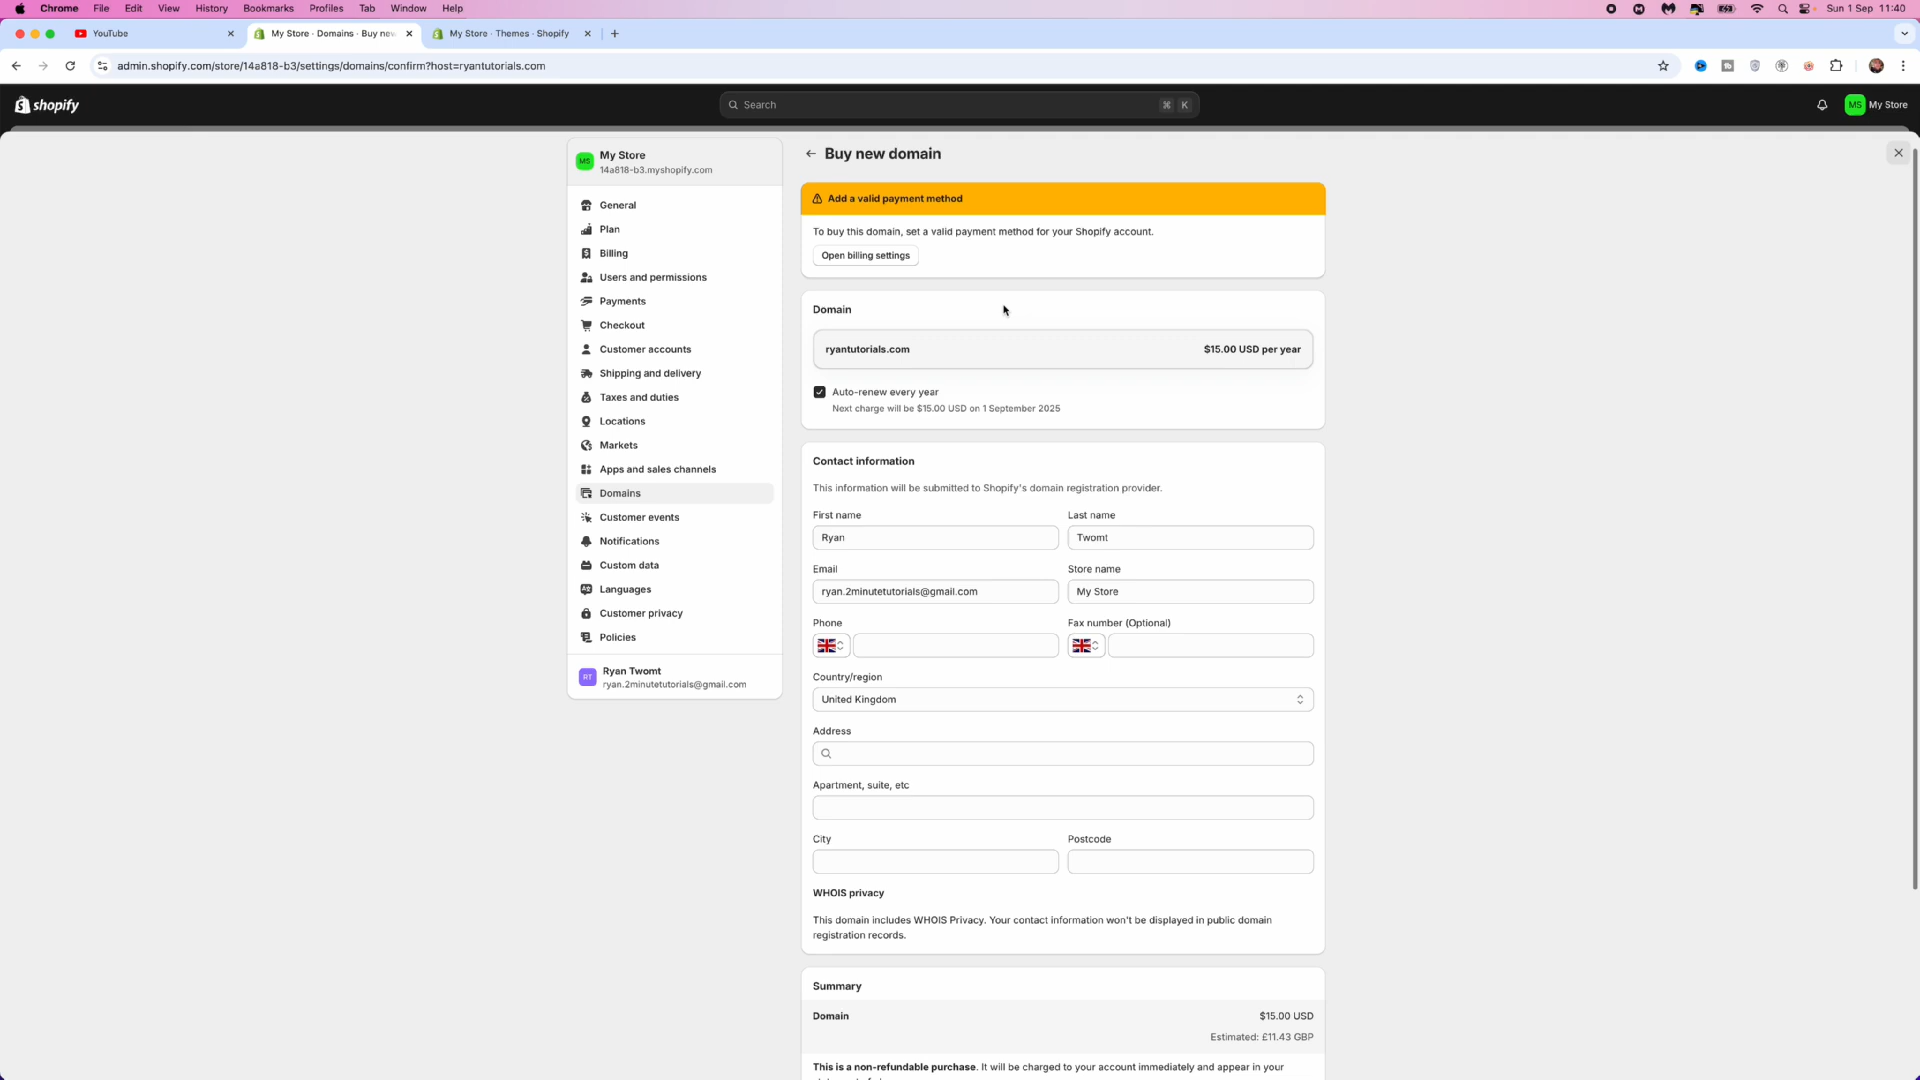 Chrome File Edit View History Bookmarks Profiles Tab Window Help Sun 1 Sep 11:40
YouTube My Store · Domains · Buy new My Store · Themes · Shopify
admin.shopify.com/store/14a818-b3/settings/domains/confirm?host=ryantutorials.com
shopify Search ⌘ K MS My Store
MS My Store
14a818-b3.myshopify.com
General
Plan
Billing
Users and permissions
Payments
Checkout
Customer accounts
Shipping and delivery
Taxes and duties
Locations
Markets
Apps and sales channels
Domains
Customer events
Notifications
Custom data
Languages
Customer privacy
Policies
RT Ryan Twomt
ryan.2minutetutorials@gmail.com
Buy new domain
Add a valid payment method
To buy this domain, set a valid payment method for your Shopify account.
Open billing settings
Domain
ryantutorials.com $15.00 USD per year
Auto-renew every year
Next charge will be $15.00 USD on 1 September 2025
Contact information
This information will be submitted to Shopify's domain registration provider.
First name Last name
Ryan Twomt
Email Store name
ryan.2minutetutorials@gmail.com My Store
Phone Fax number (Optional)
Country/region
United Kingdom
Address
Apartment, suite, etc
City Postcode
WHOIS privacy
This domain includes WHOIS Privacy. Your contact information won't be displayed in public domain
registration records.
Summary
Domain $15.00 USD
Estimated: £11.43 GBP
This is a non-refundable purchase. It will be charged to your account immediately and appear in your